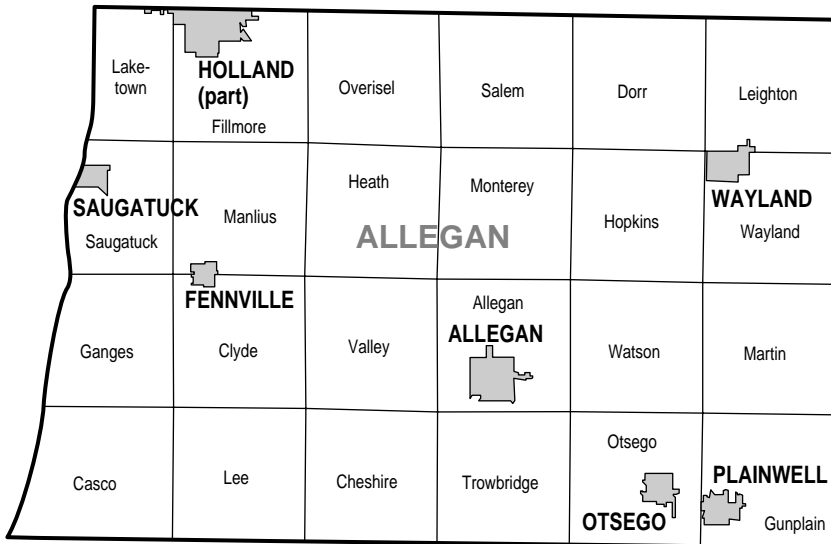 Lake-
town
HOLLAND
(part)
Fillmore
Overisel
Salem
Dorr
Leighton
SAUGATUCK
Saugatuck
Manlius
Heath
Monterey
ALLEGAN
Hopkins
WAYLAND
Wayland
FENNVILLE
Ganges
Clyde
Valley
Allegan
ALLEGAN
Watson
Martin
Casco
Lee
Cheshire
Trowbridge
Otsego
OTSEGO
PLAINWELL
Gunplain